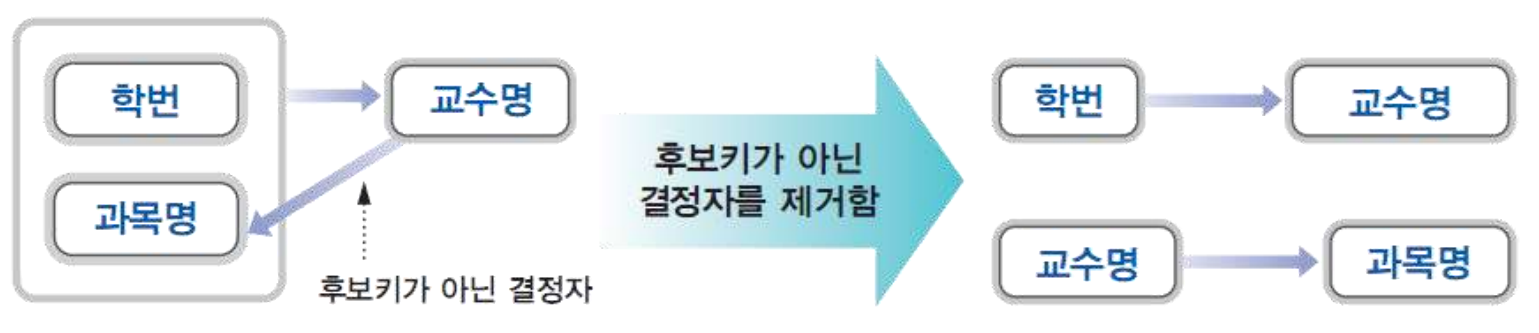 학번
교수명
과목명
후보키가 아닌 결정자
후보키가 아닌
결정자를 제거함
학번
교수명
교수명
과목명